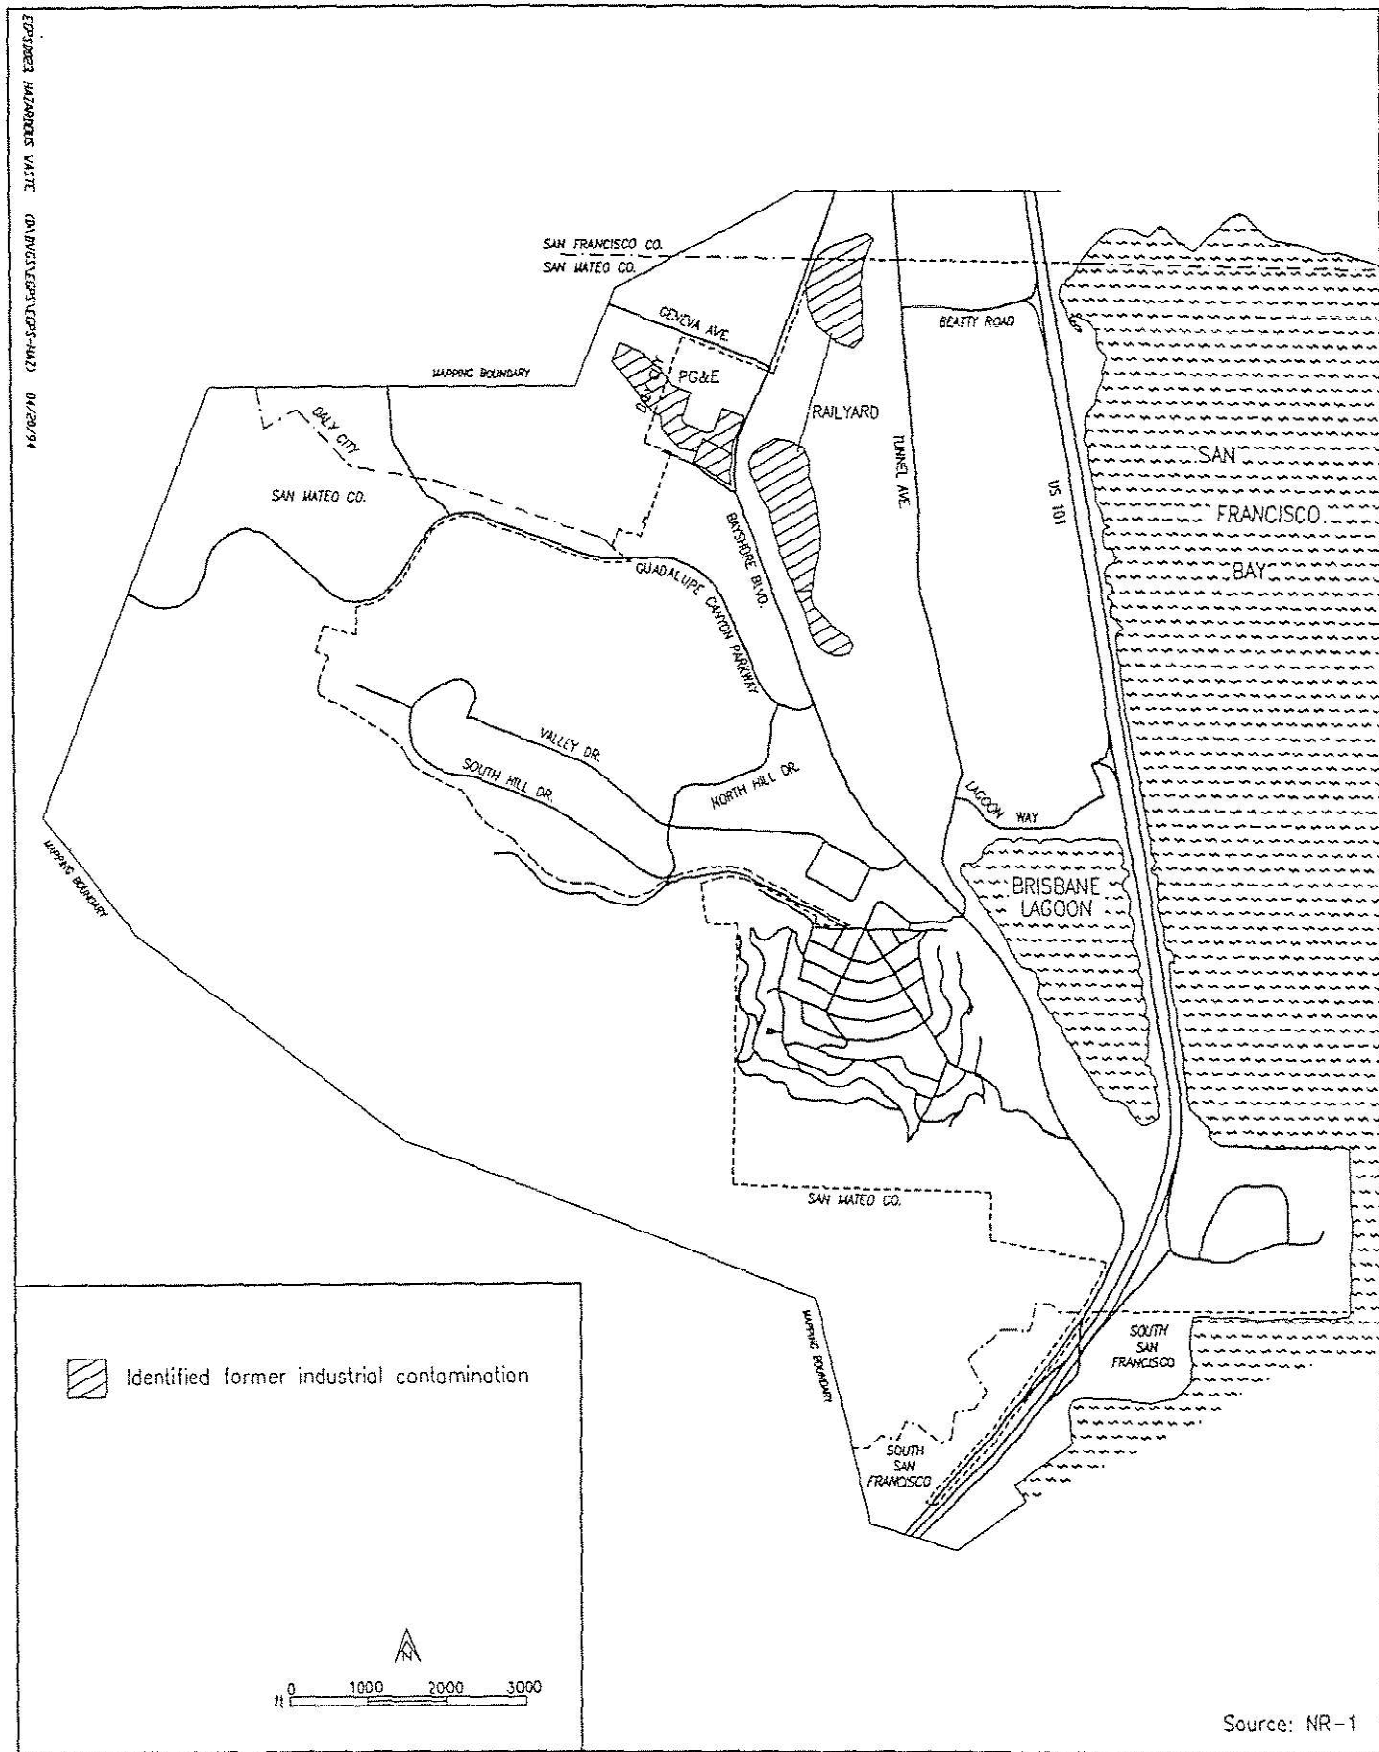 SAN FRANCISCO CO.
SAN MATEO CO.
GENEVA AVE.
BEATTY ROAD
MAPPING BOUNDARY
PG&E
DALY CITY
RAILYARD
DALY CITY
SAN MATEO CO.
TUNNEL AVE.
US 101
SAN
FRANCISCO
BAY
BAYSHORE BLVD.
GUADALUPE CANYON PARKWAY
VALLEY DR.
SOUTH HILL DR.
NORTH HILL DR.
LAGOON WAY
BRISBANE
LAGOON
MAPPING BOUNDARY
SAN MATEO CO.
MAPPING BOUNDARY
SOUTH
SAN
FRANCISCO
SOUTH
SAN
FRANCISCO
Identified former industrial contamination
N
ft 0 1000 2000 3000
Source: NR-1
HAZARDOUS WASTE
04/20/94